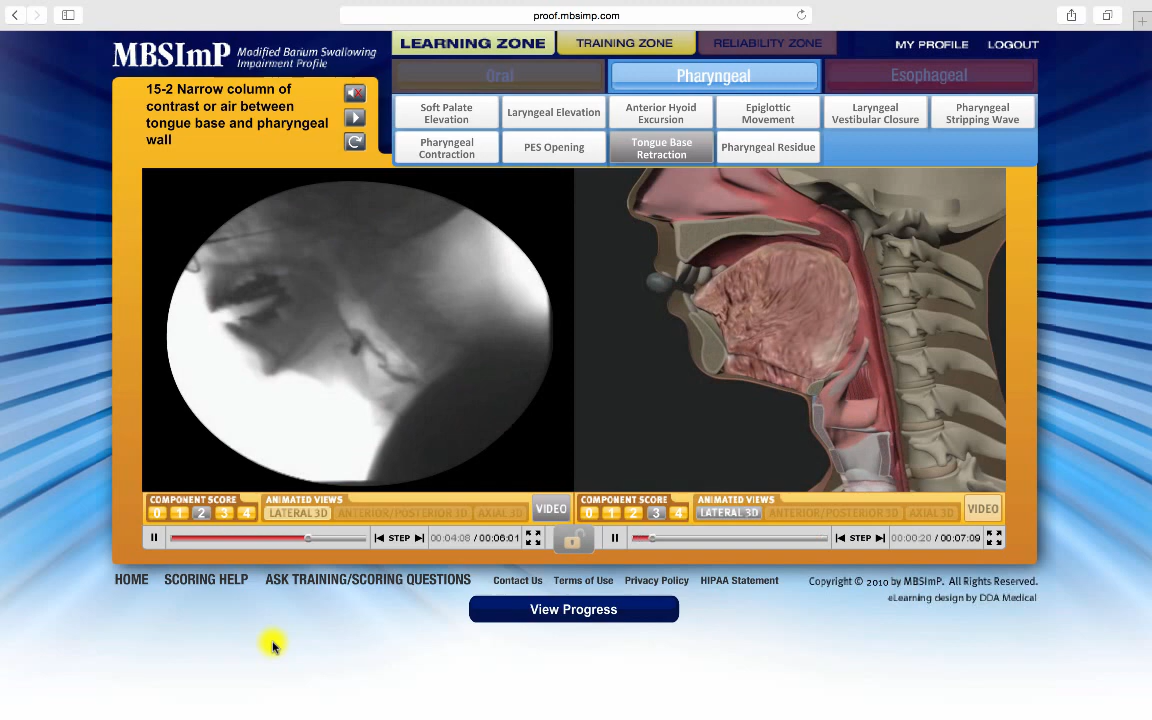 proof.mbsimp.com
MBSImP Modified Barium Swallowing
Impairment Profile
LEARNING ZONE TRAINING ZONE RELIABILITY ZONE MY PROFILE LOGOUT
Oral Pharyngeal Esophageal
15-2 Narrow column of
contrast or air between
tongue base and pharyngeal
wall
Soft Palate
Elevation
Laryngeal Elevation
Anterior Hyoid
Excursion
Epiglottic
Movement
Laryngeal
Vestibular Closure
Pharyngeal
Stripping Wave
Pharyngeal
Contraction
PES Opening
Tongue Base
Retraction
Pharyngeal Residue
COMPONENT SCORE
0 1 2 3 4
ANIMATED VIEWS
LATERAL 3D ANTERIOR/POSTERIOR 3D AXIAL 3D
VIDEO
COMPONENT SCORE
0 1 2 3 4
ANIMATED VIEWS
LATERAL 3D ANTERIOR/POSTERIOR 3D AXIAL 3D
VIDEO
STEP 00:04:08 / 00:06:01
STEP 00:00:20 / 00:07:09
HOME SCORING HELP ASK TRAINING/SCORING QUESTIONS Contact Us Terms of Use Privacy Policy HIPAA Statement Copyright © 2010 by MBSImP. All Rights Reserved.
eLearning design by DDA Medical
View Progress